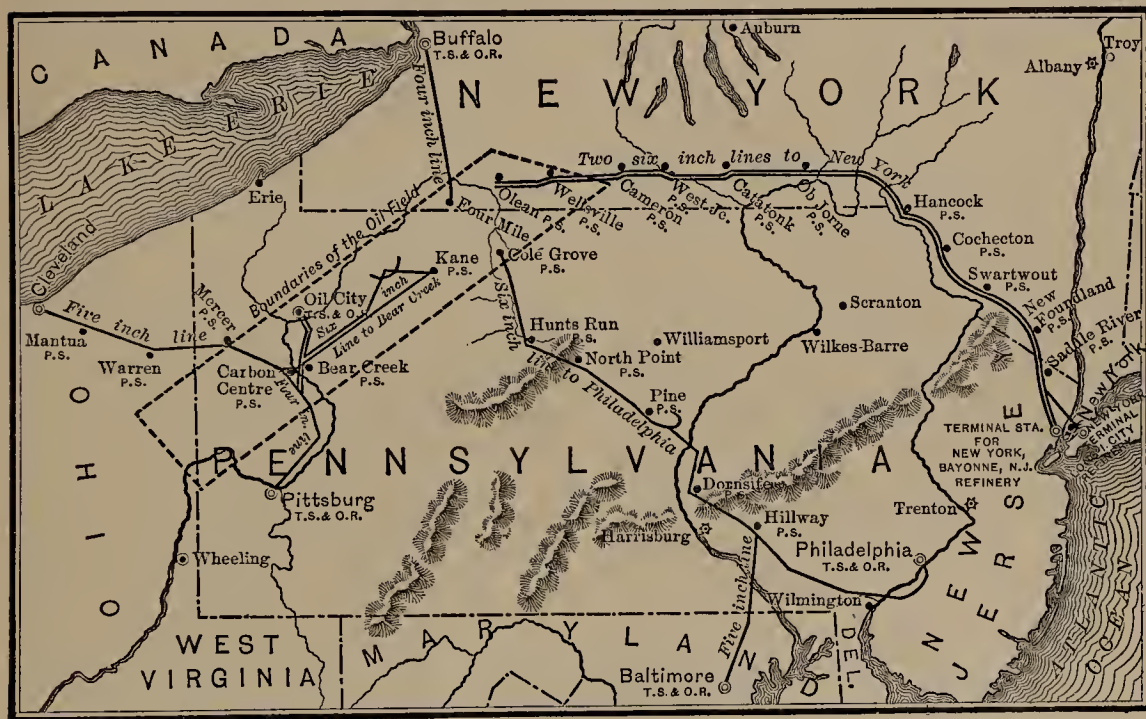 CANADA
LAKE ERIE
Buffalo
T.S. & O.R.
Four inch line
NEW YORK
Auburn
Troy
Albany
Erie
Cleveland
Two six inch lines to New York
Olean P.S.
Wellsville P.S.
Cameron P.S.
West Jc. P.S.
Catatonk P.S.
Ob Jorne P.S.
Hancock
P.S.
Cochecton
P.S.
Swartwout
P.S.
New Foundland
P.S.
Saddle River
P.S.
New York
Four Mile
Cole Grove
P.S.
Boundaries of the Oil Field
Kane
P.S.
Oil City
T.S. & O.
Six inch
Line to Bear Creek
Mercer
P.S.
Five inch line
Mantua
P.S.
Warren
P.S.
Carbon
Centre
P.S.
Bear Creek
P.S.
Four in. line
Six inch line to Philadelphia
Hunts Run
P.S.
North Point
P.S.
Williamsport
Pine
P.S.
Scranton
Wilkes-Barre
OHIO
PENNSYLVANIA
Pittsburg
T.S. & O.R.
Wheeling
Dornsife
P.S.
Harrisburg
Hillway
P.S.
Five inch line
Philadelphia
T.S. & O.R.
Trenton
TERMINAL STA.
FOR
NEW YORK,
BAYONNE, N.J.
REFINERY
TERMINAL
CITY
NEW JERSEY
ATLANTIC
OCEAN
Wilmington
DEL.
WEST
VIRGINIA
MARYLAND
Baltimore
T.S. & O.R.